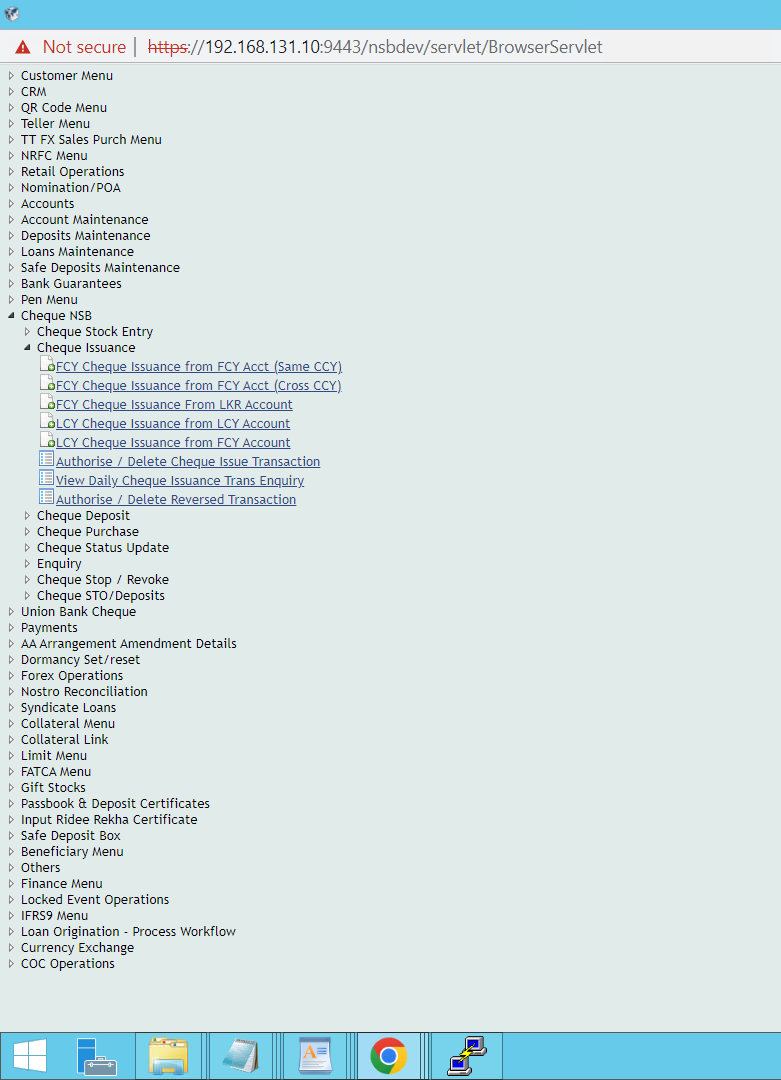 Not secure | https://192.168.131.10:9443/nsbdev/servlet/BrowserServlet
Customer Menu
CRM
QR Code Menu
Teller Menu
TT FX Sales Purch Menu
NRFC Menu
Retail Operations
Nomination/POA
Accounts
Account Maintenance
Deposits Maintenance
Loans Maintenance
Safe Deposits Maintenance
Bank Guarantees
Pen Menu
Cheque NSB
Cheque Stock Entry
Cheque Issuance
FCY Cheque Issuance from FCY Acct (Same CCY)
FCY Cheque Issuance from FCY Acct (Cross CCY)
FCY Cheque Issuance From LKR Account
LCY Cheque Issuance from LCY Account
LCY Cheque Issuance from FCY Account
Authorise / Delete Cheque Issue Transaction
View Daily Cheque Issuance Trans Enquiry
Authorise / Delete Reversed Transaction
Cheque Deposit
Cheque Purchase
Cheque Status Update
Enquiry
Cheque Stop / Revoke
Cheque STO/Deposits
Union Bank Cheque
Payments
AA Arrangement Amendment Details
Dormancy Set/reset
Forex Operations
Nostro Reconciliation
Syndicate Loans
Collateral Menu
Collateral Link
Limit Menu
FATCA Menu
Gift Stocks
Passbook & Deposit Certificates
Input Ridee Rekha Certificate
Safe Deposit Box
Beneficiary Menu
Others
Finance Menu
Locked Event Operations
IFRS9 Menu
Loan Origination - Process Workflow
Currency Exchange
COC Operations